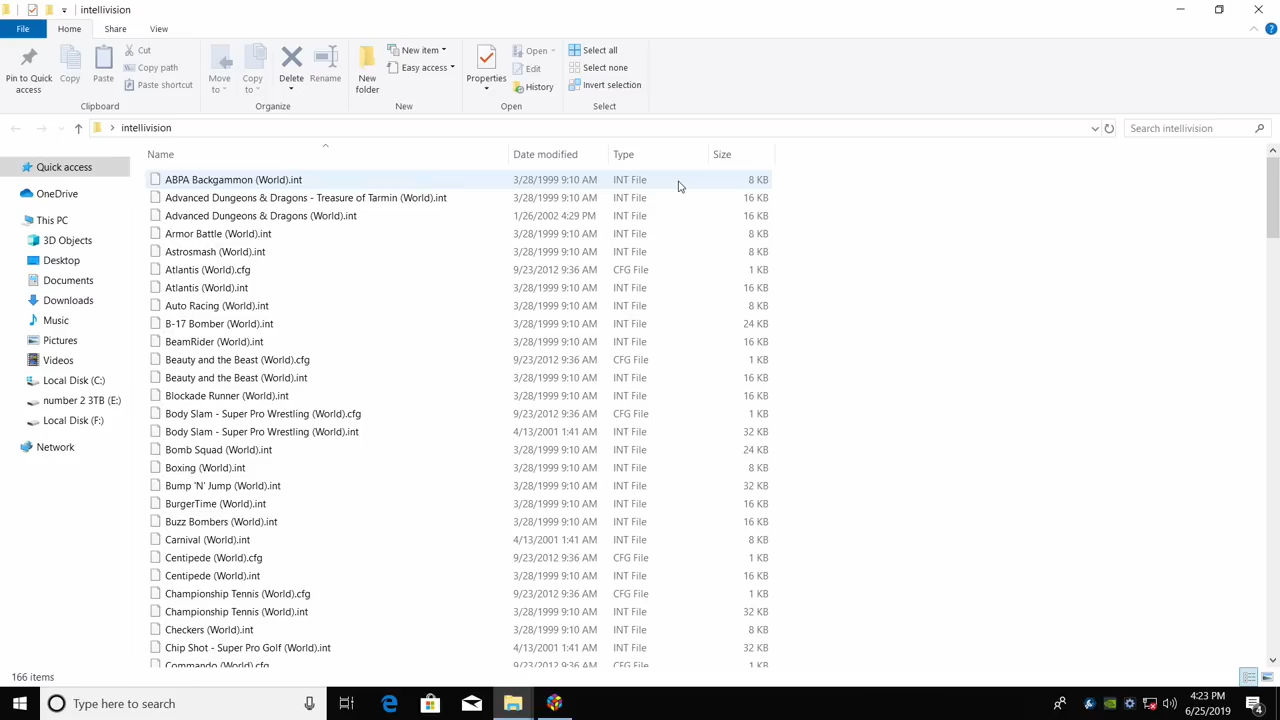 intellivision
File Home Share View
Pin to Quick access
Copy
Paste
Cut
Copy path
Paste shortcut
Clipboard
Move to
Copy to
Delete
Rename
Organize
New folder
New item
Easy access
New
Properties
Open
Edit
History
Open
Select all
Select none
Invert selection
Select
intellivision
Search intellivision
Quick access
OneDrive
This PC
3D Objects
Desktop
Documents
Downloads
Music
Pictures
Videos
Local Disk (C:)
number 2 3TB (E:)
Local Disk (F:)
Network
Name Date modified Type Size
ABPA Backgammon (World).int 3/28/1999 9:10 AM INT File 8 KB
Advanced Dungeons & Dragons - Treasure of Tarmin (World).int 3/28/1999 9:10 AM INT File 16 KB
Advanced Dungeons & Dragons (World).int 1/26/2002 4:29 PM INT File 16 KB
Armor Battle (World).int 3/28/1999 9:10 AM INT File 8 KB
Astrosmash (World).int 3/28/1999 9:10 AM INT File 8 KB
Atlantis (World).cfg 9/23/2012 9:36 AM CFG File 1 KB
Atlantis (World).int 3/28/1999 9:10 AM INT File 16 KB
Auto Racing (World).int 3/28/1999 9:10 AM INT File 8 KB
B-17 Bomber (World).int 3/28/1999 9:10 AM INT File 24 KB
BeamRider (World).int 3/28/1999 9:10 AM INT File 16 KB
Beauty and the Beast (World).cfg 9/23/2012 9:36 AM CFG File 1 KB
Beauty and the Beast (World).int 3/28/1999 9:10 AM INT File 16 KB
Blockade Runner (World).int 3/28/1999 9:10 AM INT File 16 KB
Body Slam - Super Pro Wrestling (World).cfg 9/23/2012 9:36 AM CFG File 1 KB
Body Slam - Super Pro Wrestling (World).int 4/13/2001 1:41 AM INT File 32 KB
Bomb Squad (World).int 3/28/1999 9:10 AM INT File 24 KB
Boxing (World).int 3/28/1999 9:10 AM INT File 8 KB
Bump 'N' Jump (World).int 3/28/1999 9:10 AM INT File 32 KB
BurgerTime (World).int 3/28/1999 9:10 AM INT File 16 KB
Buzz Bombers (World).int 3/28/1999 9:10 AM INT File 16 KB
Carnival (World).int 4/13/2001 1:41 AM INT File 8 KB
Centipede (World).cfg 9/23/2012 9:36 AM CFG File 1 KB
Centipede (World).int 3/28/1999 9:10 AM INT File 16 KB
Championship Tennis (World).cfg 9/23/2012 9:36 AM CFG File 1 KB
Championship Tennis (World).int 3/28/1999 9:10 AM INT File 32 KB
Checkers (World).int 3/28/1999 9:10 AM INT File 8 KB
Chip Shot - Super Pro Golf (World).int 4/13/2001 1:41 AM INT File 32 KB
Commando (World).cfg 9/23/2012 9:36 AM CFG File 1 KB
166 items
Type here to search
4:23 PM
6/25/2019
4